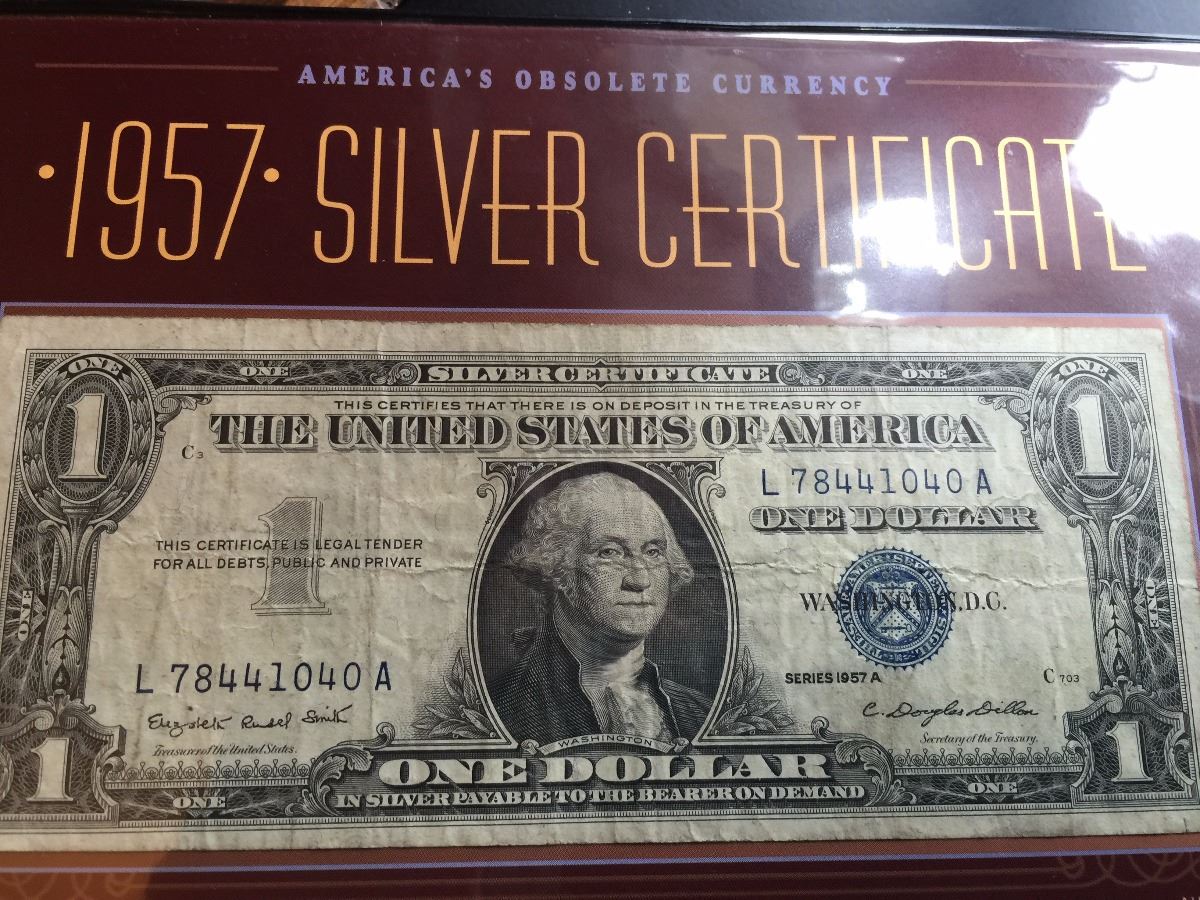 AMERICA'S OBSOLETE CURRENCY
·1957· SILVER CERTIFICATE
ONE
ONE
SILVER CERTIFICATE
ONE
ONE
1
1
THIS CERTIFIES THAT THERE IS ON DEPOSIT IN THE TREASURY OF
THE UNITED STATES OF AMERICA
C3
L 78441040 A
ONE DOLLAR
1
THIS CERTIFICATE IS LEGAL TENDER
FOR ALL DEBTS, PUBLIC AND PRIVATE
WASHINGTON, D.C.
ONE
ONE
L 78441040 A
SERIES 1957 A
C 703
Elizabeth Rudel Smith
C. Douglas Dillon
Treasurer of the United States.
Secretary of the Treasury.
WASHINGTON
1
ONE DOLLAR
1
ONE
IN SILVER PAYABLE TO THE BEARER ON DEMAND
ONE